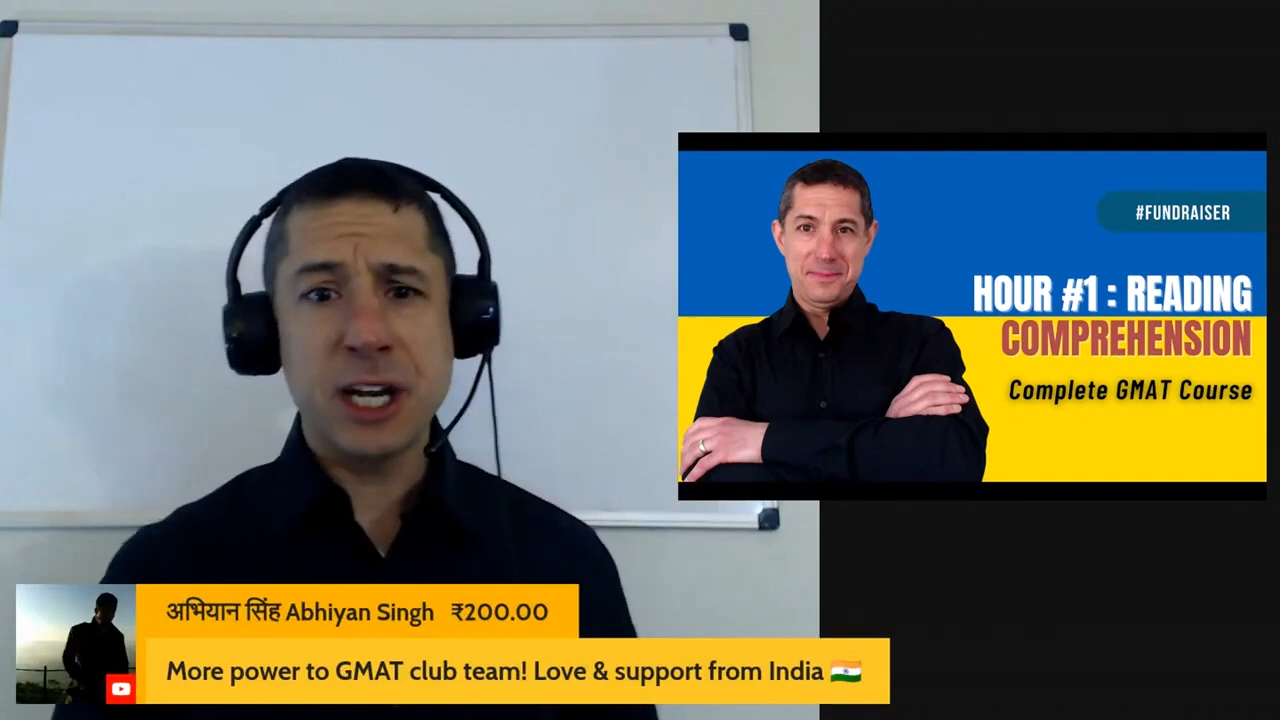 #FUNDRAISER
HOUR #1 : READING
COMPREHENSION
Complete GMAT Course
अभियान सिंह Abhiyan Singh ₹200.00
More power to GMAT club team! Love & support from India 🇮🇳